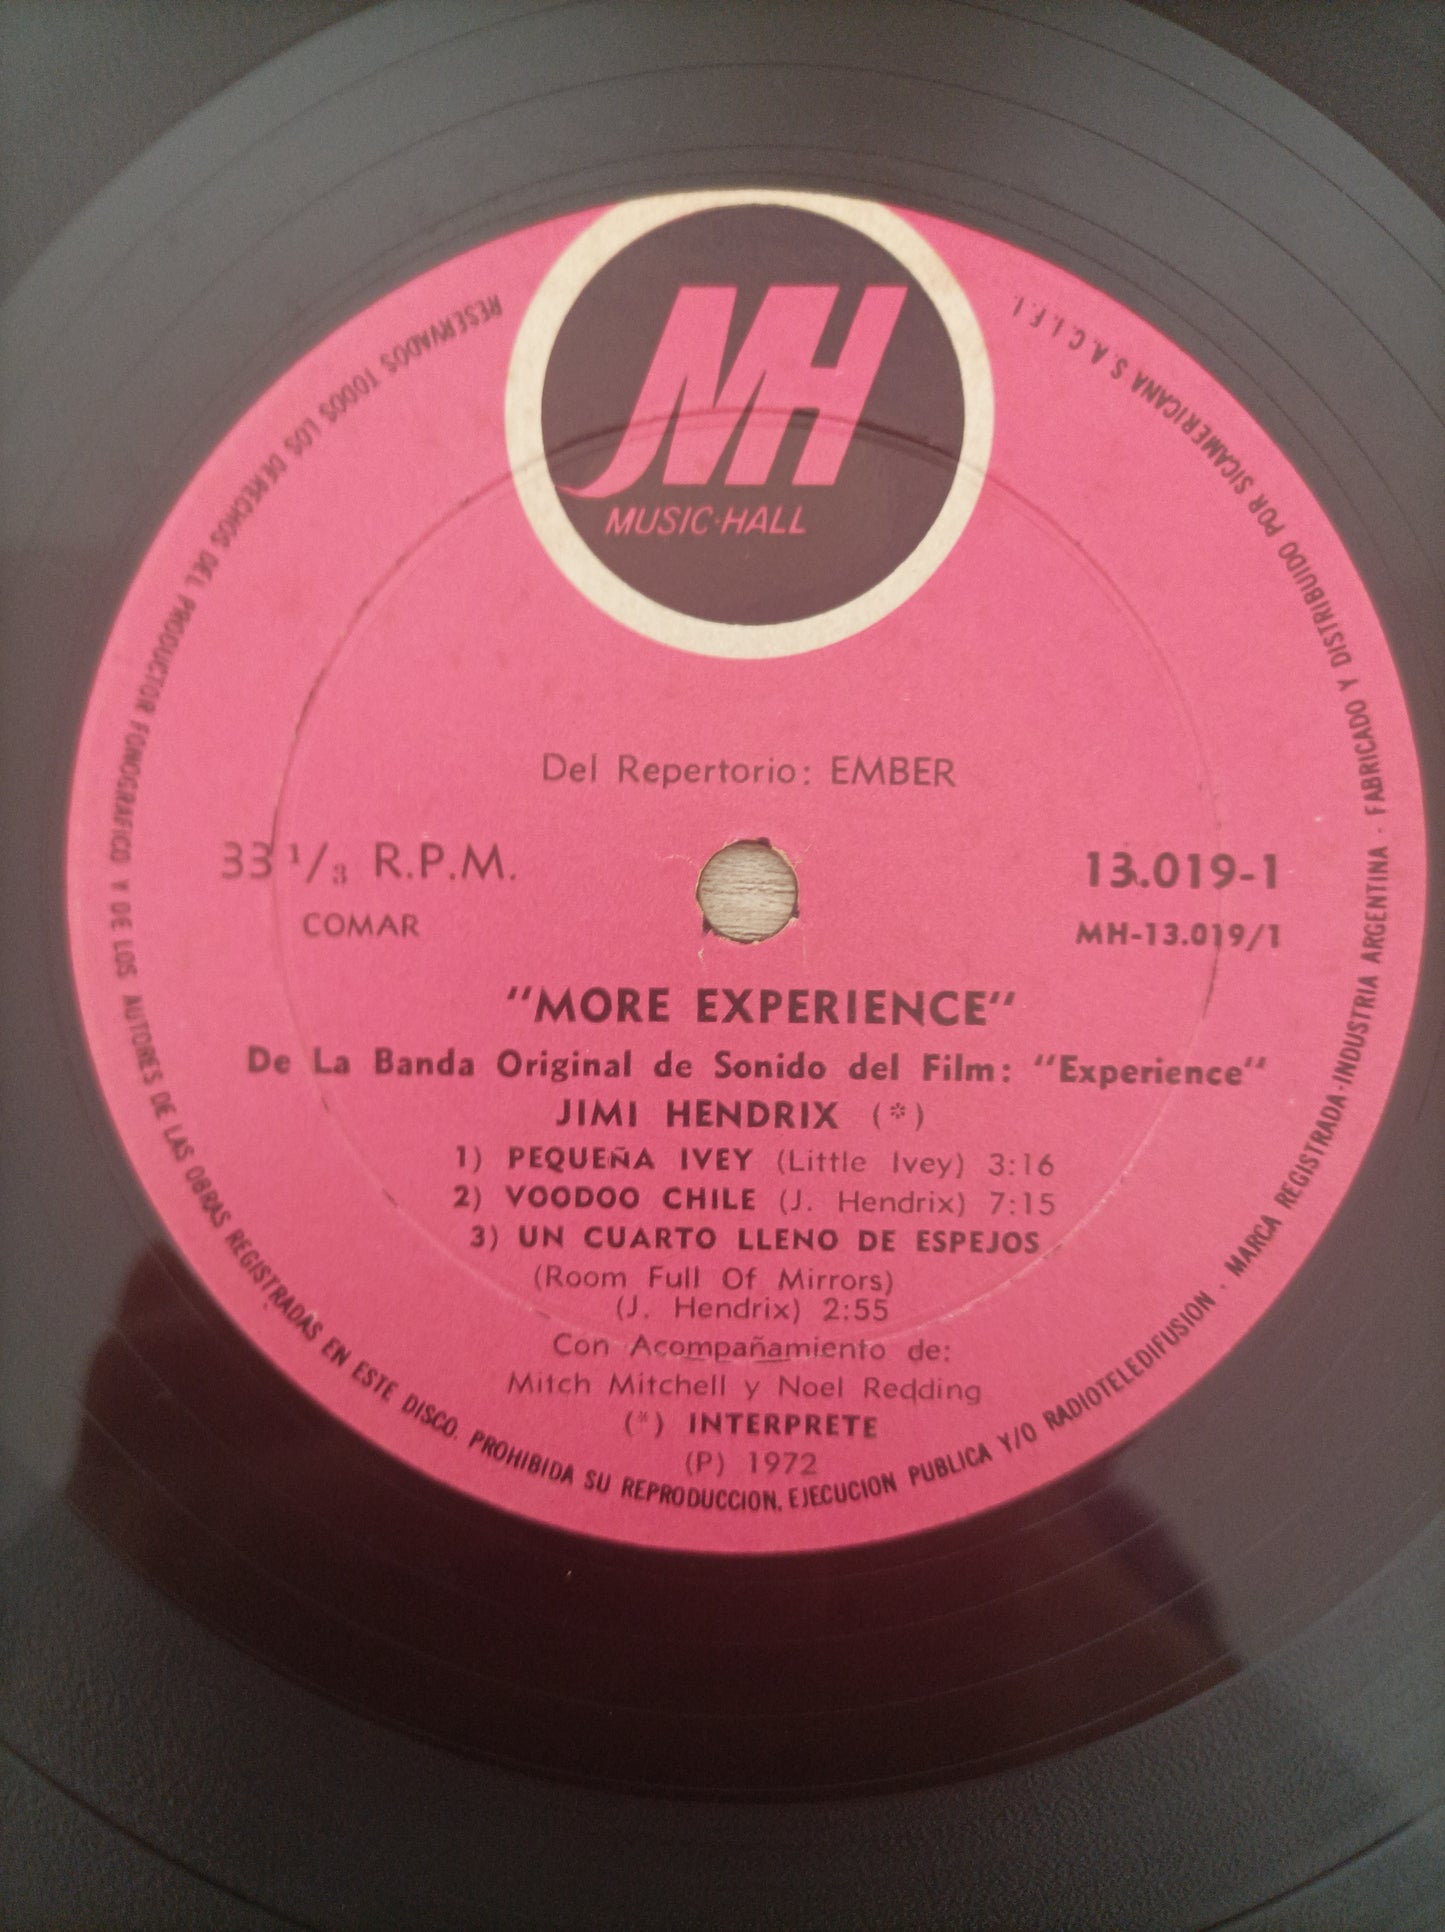 MH
MUSIC-HALL
Del Repertorio: EMBER
33 1/3 R.P.M.
13.019-1
COMAR
MH-13.019/1
"MORE EXPERIENCE"
De La Banda Original de Sonido del Film: "Experience"
JIMI HENDRIX (*)
1) PEQUEÑA IVEY (Little Ivey) 3:16
2) VOODOO CHILE (J. Hendrix) 7:15
3) UN CUARTO LLENO DE ESPEJOS
(Room Full Of Mirrors)
(J. Hendrix) 2:55
Con Acompañamiento de:
Mitch Mitchell y Noel Redding
(*) INTERPRETE
(P) 1972
RESERVADOS TODOS LOS DERECHOS DEL PRODUCTOR FONOGRAFICO Y DE LOS AUTORES DE LAS OBRAS REGISTRADAS EN ESTE DISCO. PROHIBIDA SU REPRODUCCION, EJECUCION PUBLICA Y/O RADIOTELEDIFUSION · MARCA REGISTRADA · INDUSTRIA ARGENTINA · FABRICADO Y DISTRIBUIDO POR SICAMERICANA S.A.C.I.F.I.